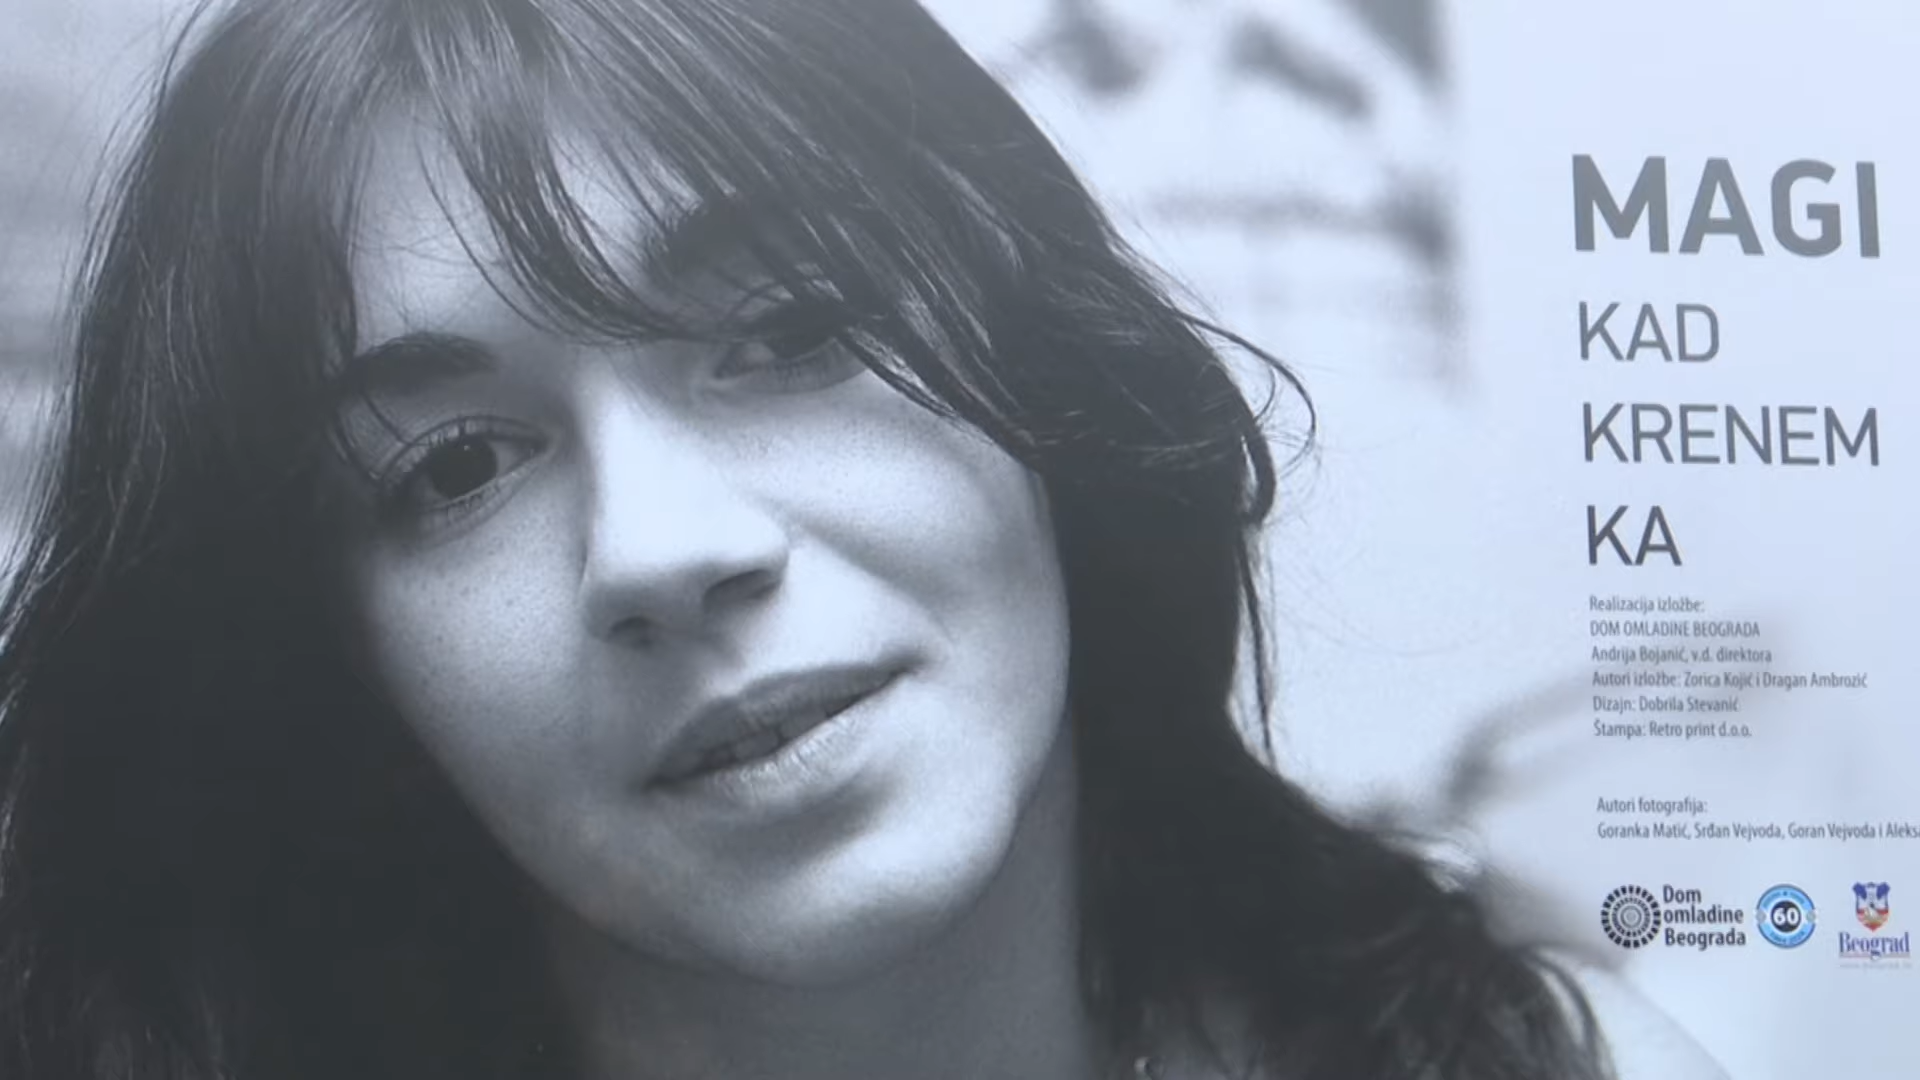 MAGI
KAD
KRENEM
KA
Realizacija izložbe:
DOM OMLADINE BEOGRADA
Andrija Bojanić, v.d. direktora
Autori izložbe: Zorica Kojić i Dragan Ambrozić
Dizajn: Dobrila Stevanić
Štampa: Retro print d.o.o.
Autori fotografija:
Goranka Matić, Srđan Vejvoda, Goran Vejvoda i
Dom
omladine
Beograda
60
Beograd